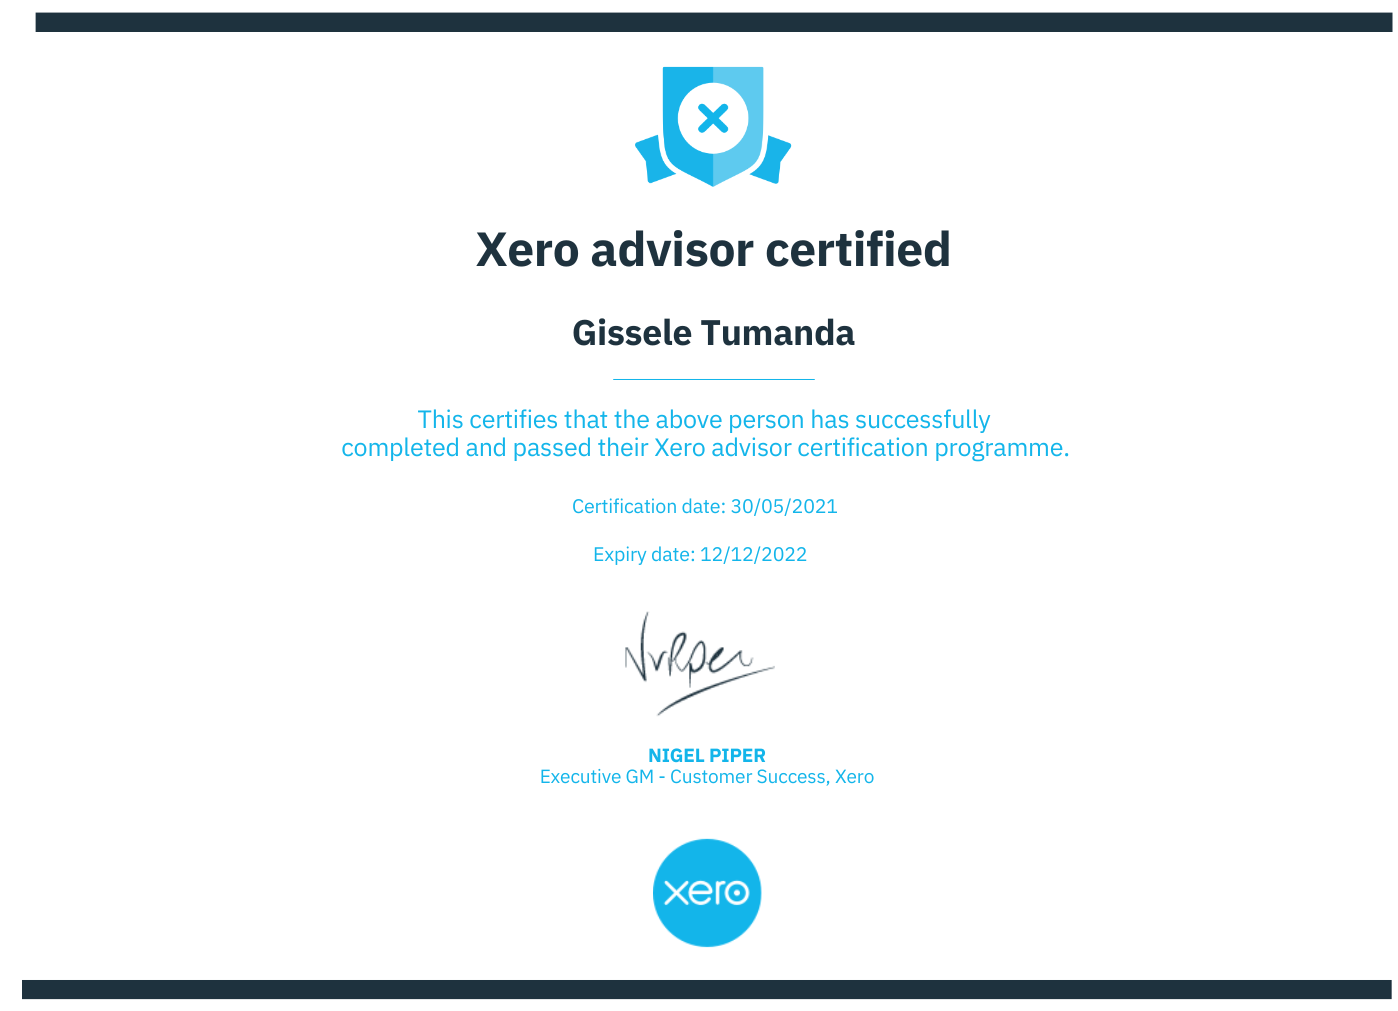 Xero advisor certified
Gissele Tumanda
This certifies that the above person has successfully
completed and passed their Xero advisor certification programme.
Certification date: 30/05/2021
Expiry date: 12/12/2022
NIGEL PIPER
Executive GM - Customer Success, Xero
xero